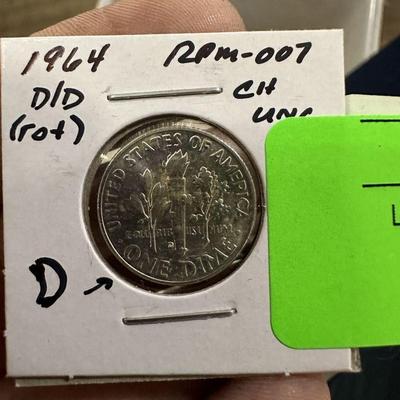 1964 RPM-007
D/D CH
(rot) UNC
UNITED STATES OF AMERICA
E PLURIBUS UNUM
D
ONE DIME
D →
L